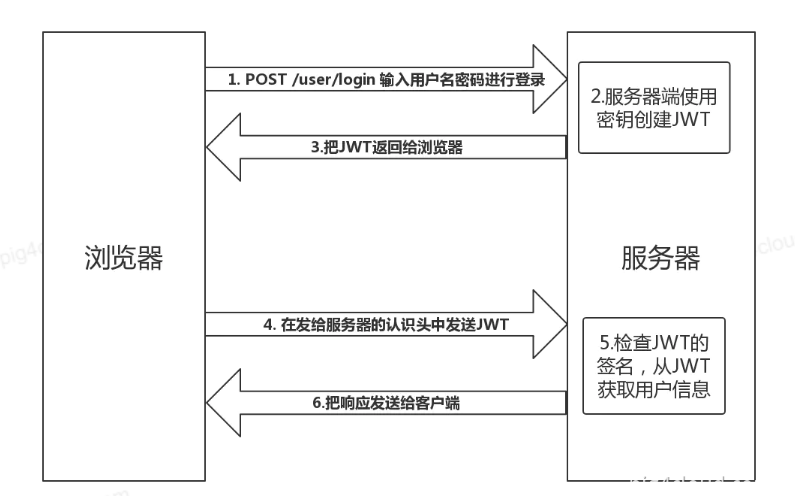 1. POST /user/login 输入用户名密码进行登录
2.服务器端使用
密钥创建JWT
3.把JWT返回给浏览器
浏览器
服务器
4. 在发给服务器的认识头中发送JWT
5.检查JWT的
签名，从JWT
获取用户信息
6.把响应发送给客户端